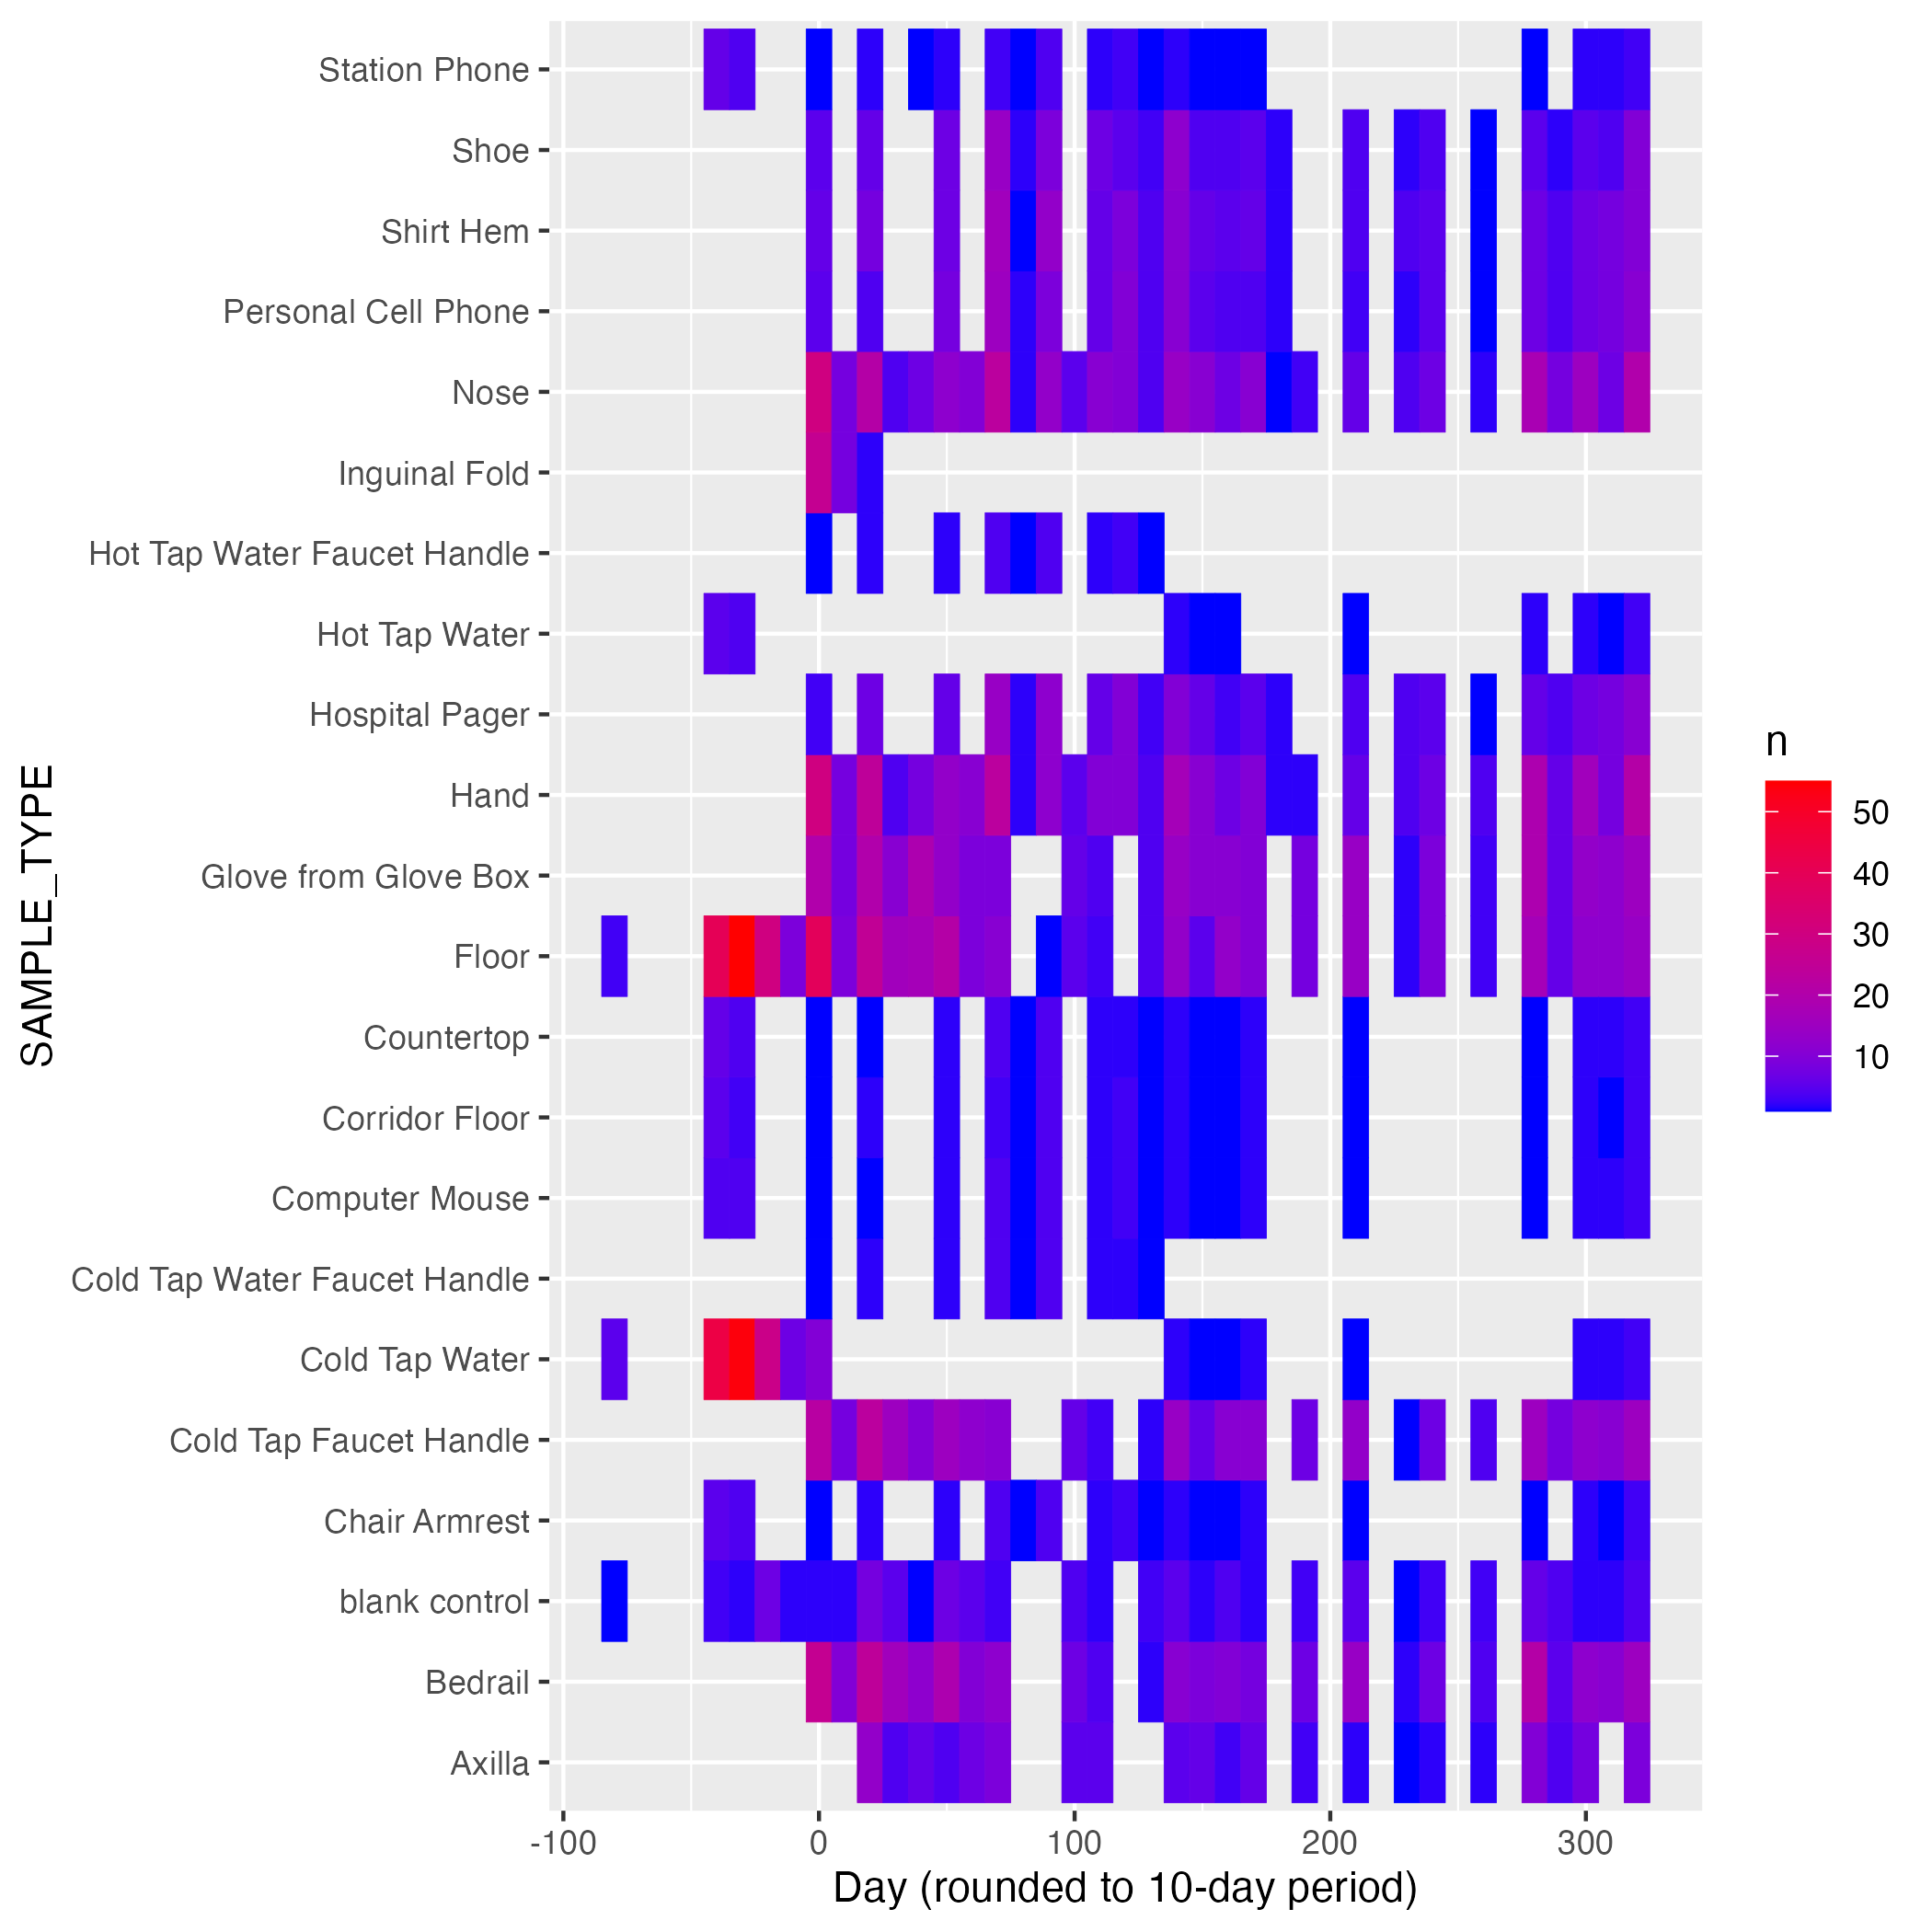 Station Phone
Shoe
Shirt Hem
Personal Cell Phone
Nose
Inguinal Fold
Hot Tap Water Faucet Handle
Hot Tap Water
Hospital Pager
Hand
Glove from Glove Box
Floor
Countertop
Corridor Floor
Computer Mouse
Cold Tap Water Faucet Handle
Cold Tap Water
Cold Tap Faucet Handle
Chair Armrest
blank control
Bedrail
Axilla
SAMPLE_TYPE
-100 0 100 200 300
Day (rounded to 10-day period)
n
50
40
30
20
10